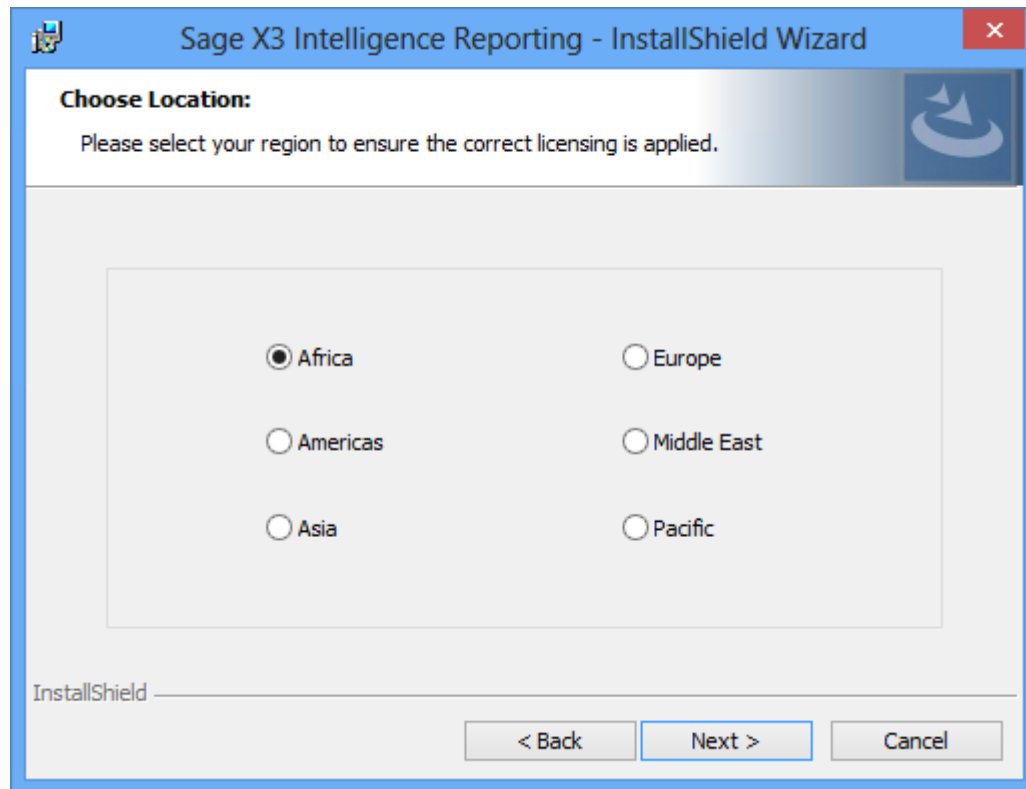 Sage X3 Intelligence Reporting - InstallShield Wizard
Choose Location:
Please select your region to ensure the correct licensing is applied.
Africa
Europe
Americas
Middle East
Asia
Pacific
InstallShield
< Back
Next >
Cancel